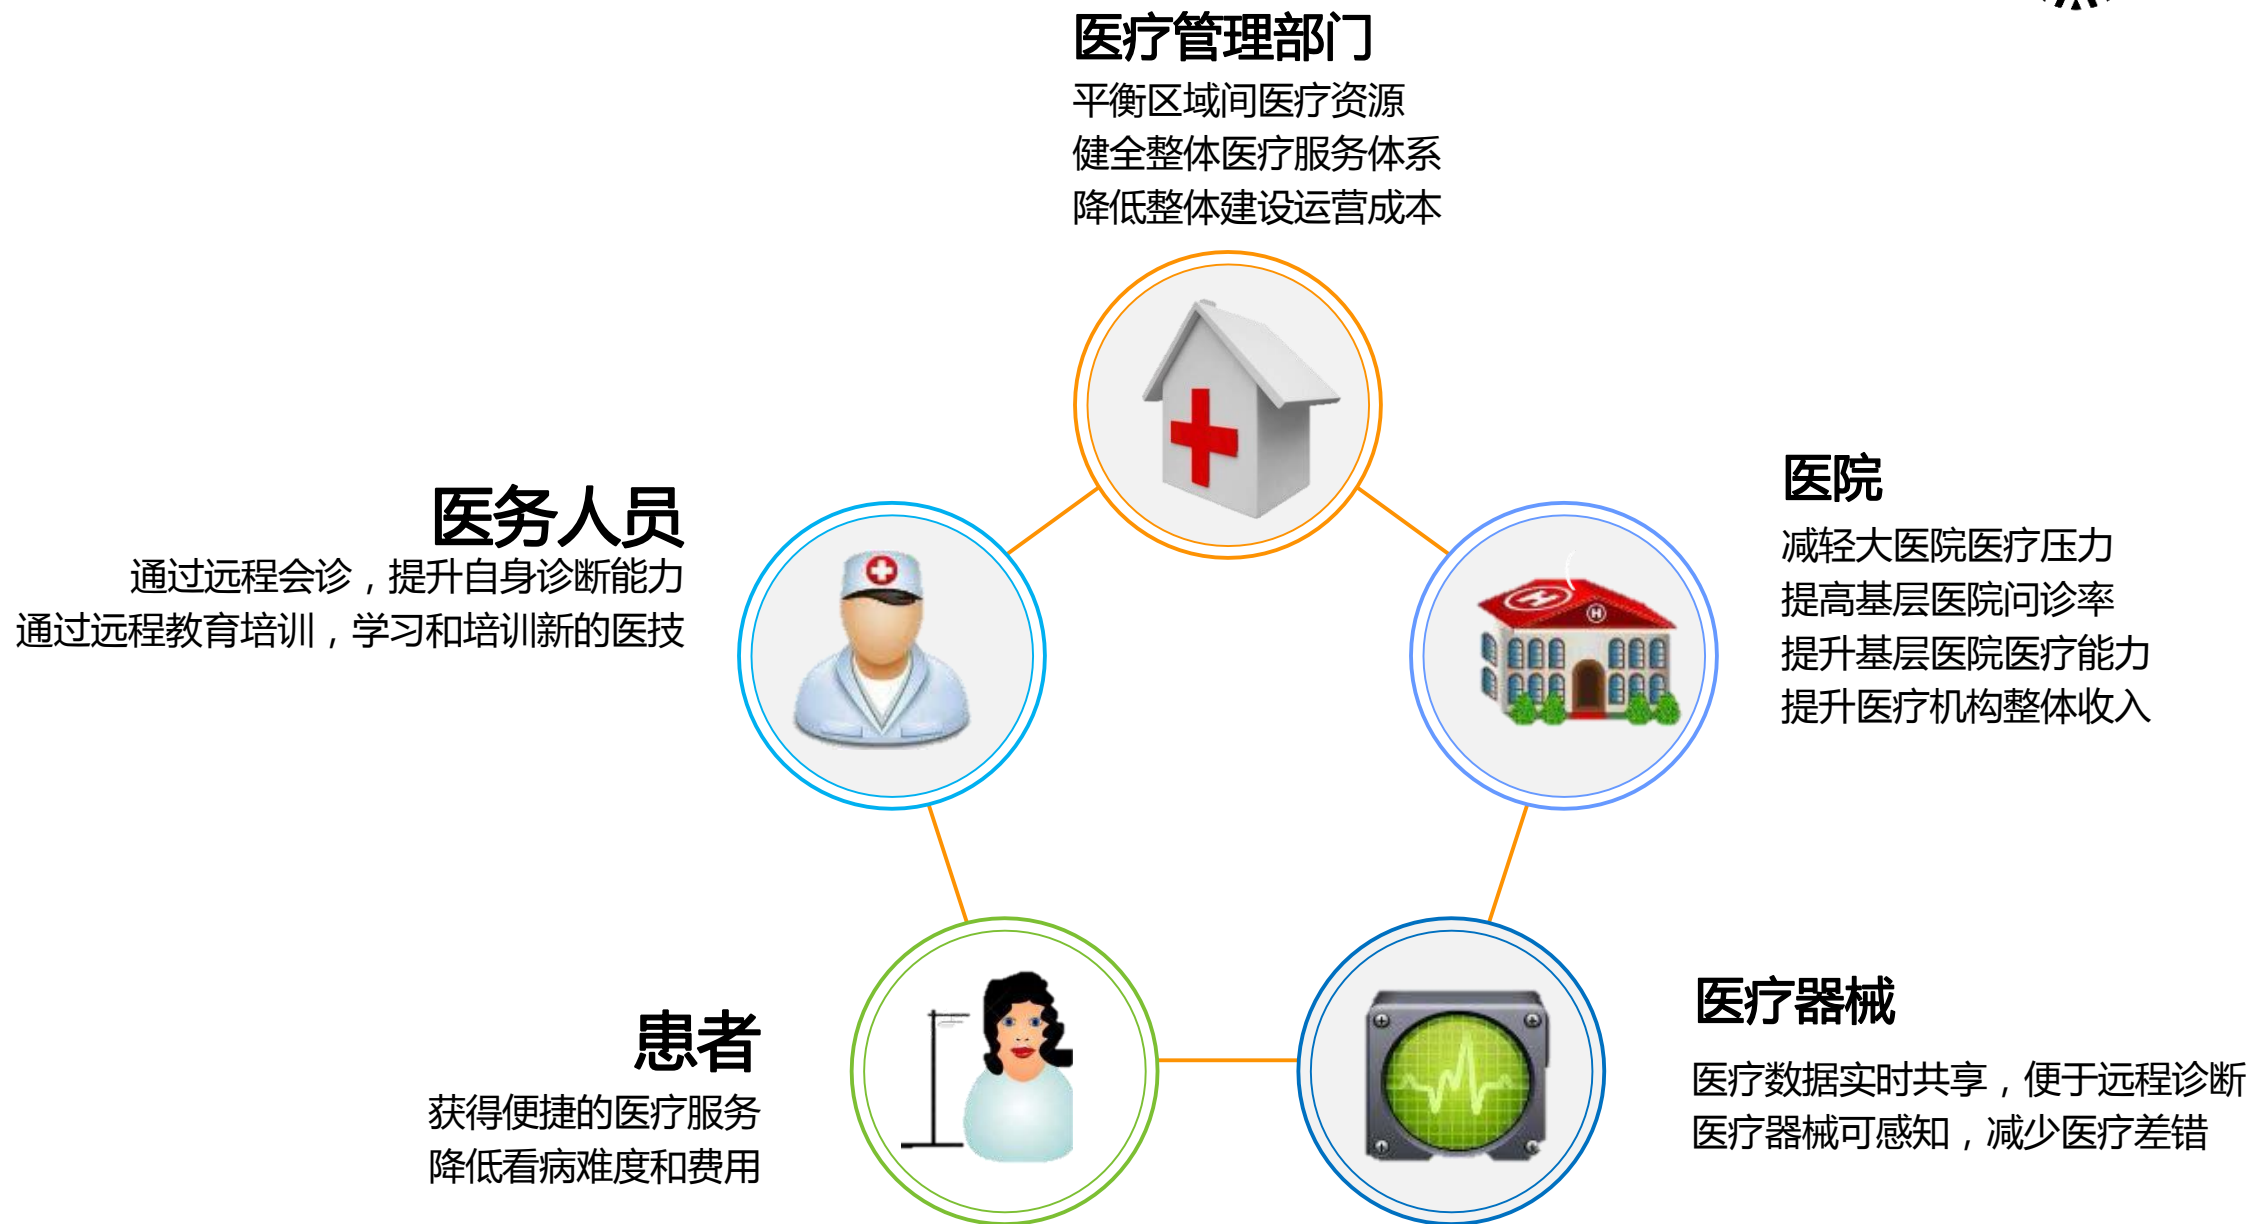 医疗管理部门
平衡区域间医疗资源
健全整体医疗服务体系
降低整体建设运营成本
医务人员
通过远程会诊，提升自身诊断能力
通过远程教育培训，学习和培训新的医技
医院
减轻大医院医疗压力
提高基层医院问诊率
提升基层医院医疗能力
提升医疗机构整体收入
H
H
患者
获得便捷的医疗服务
降低看病难度和费用
医疗器械
医疗数据实时共享，便于远程诊断
医疗器械可感知，减少医疗差错